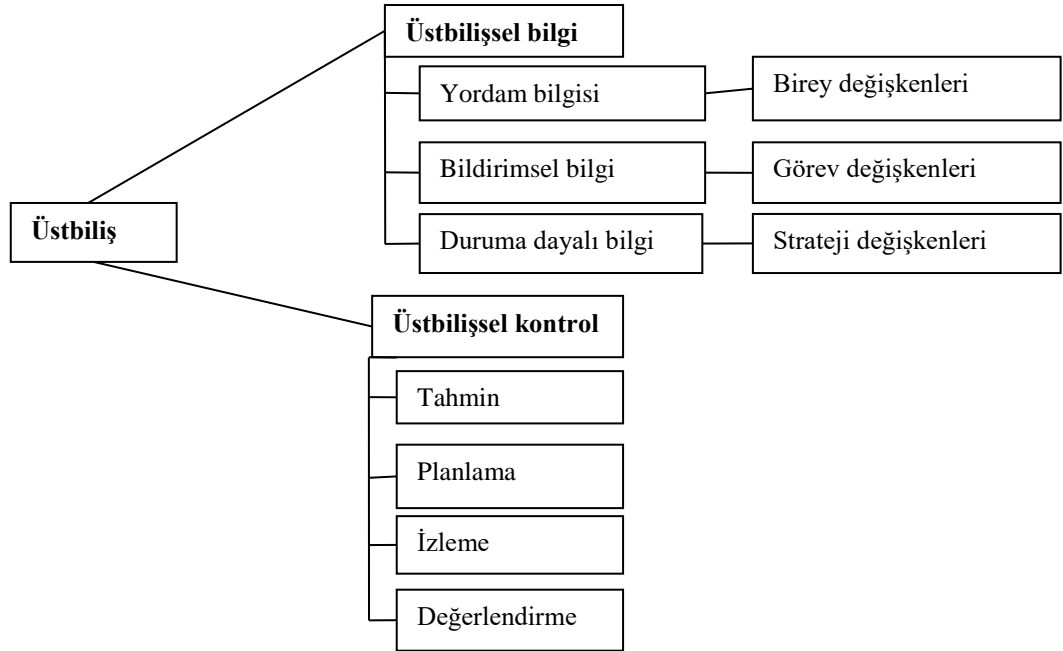 Üstbilişsel bilgi
Yordam bilgisi
Birey değişkenleri
Bildirimsel bilgi
Görev değişkenleri
Üstbiliş
Duruma dayalı bilgi
Strateji değişkenleri
Üstbilişsel kontrol
Tahmin
Planlama
İzleme
Değerlendirme